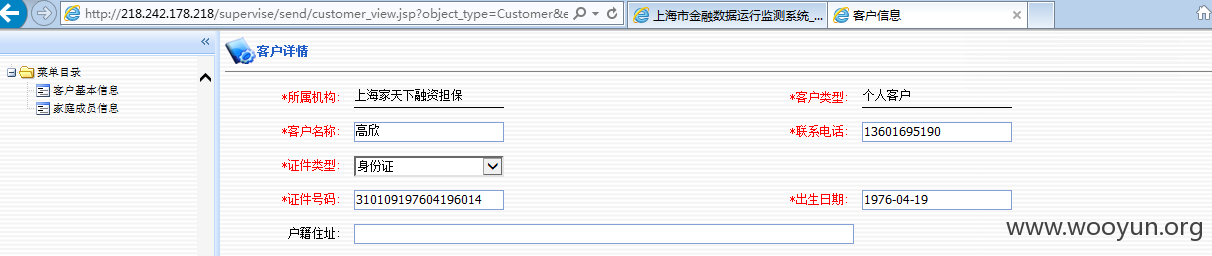 http://218.242.178.218/supervise/send/customer_view.jsp?object_type=Customer&e
上海市金融数据运行监测系统_...
客户信息
客户详情
菜单目录
客户基本信息
家庭成员信息
*所属机构: 上海家天下融资担保 *客户类型: 个人客户
*客户名称: 高欣 *联系电话: 13601695190
*证件类型: 身份证
*证件号码: 310109197604196014 *出生日期: 1976-04-19
户籍住址:
www.wooyun.org